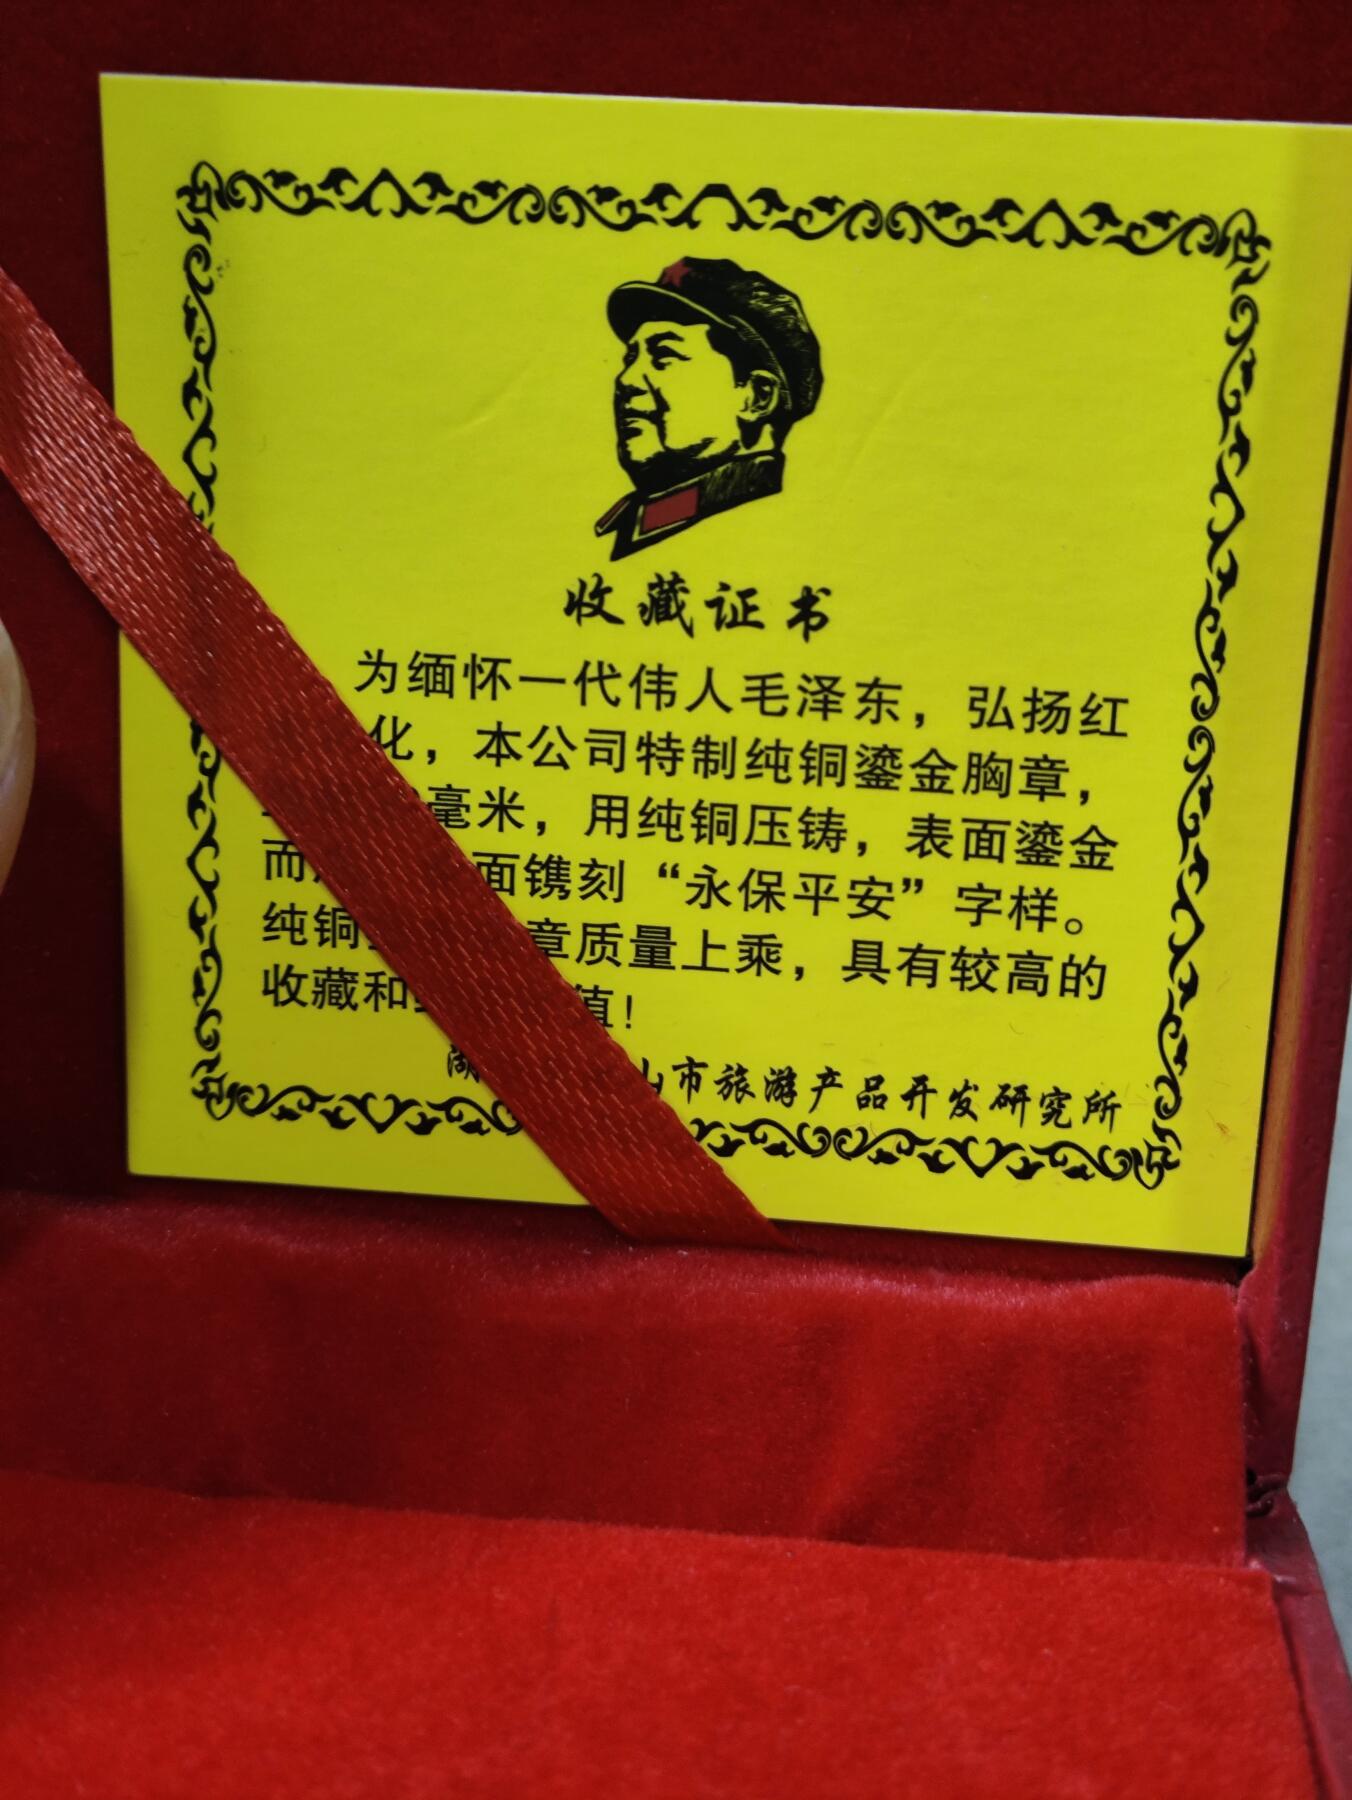 收藏证书
为缅怀一代伟人毛泽东，弘扬红
化，本公司特制纯铜鎏金胸章，
毫米，用纯铜压铸，表面鎏金
而 面镌刻“永保平安”字样。
纯铜 章质量上乘，具有较高的
收藏和 值！
湖 山市旅游产品开发研究所